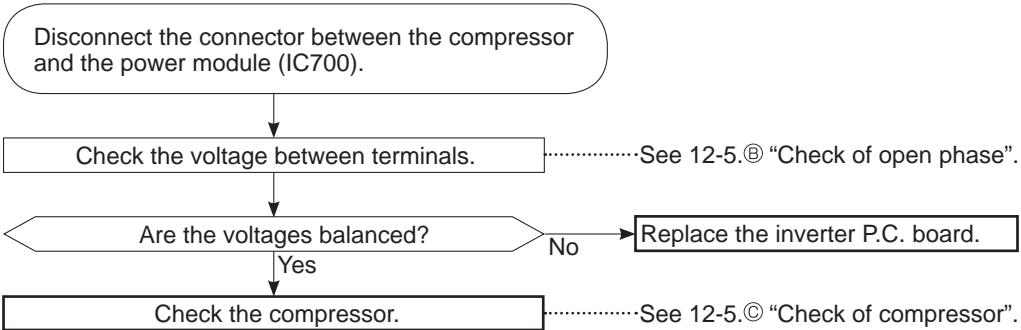 Disconnect the connector between the compressor
and the power module (IC700).
Check the voltage between terminals.
See 12-5.Ⓑ “Check of open phase”.
Are the voltages balanced?
No
Replace the inverter P.C. board.
Yes
Check the compressor.
See 12-5.Ⓒ “Check of compressor”.